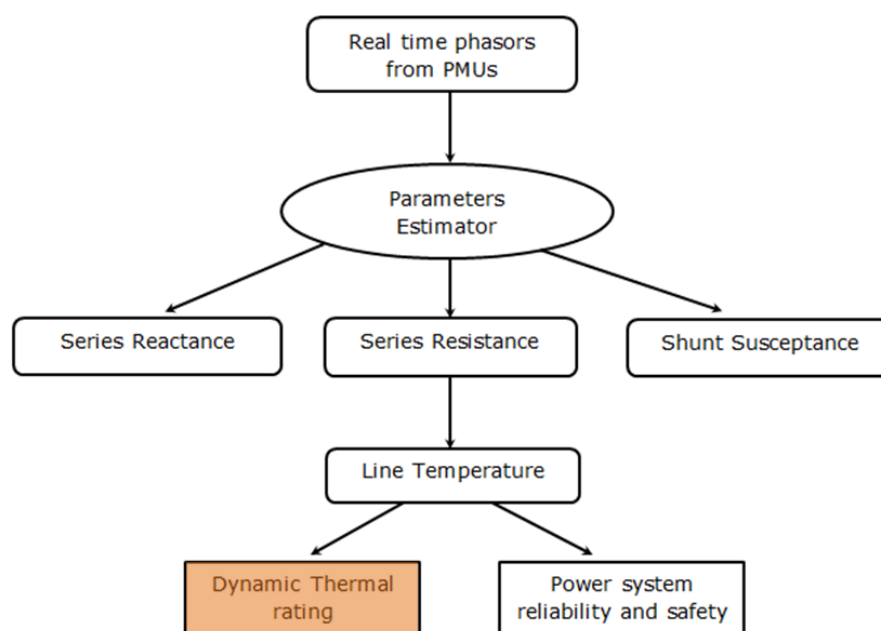 Real time phasors
from PMUs
Parameters
Estimator
Series Reactance
Series Resistance
Shunt Susceptance
Line Temperature
Dynamic Thermal
rating
Power system
reliability and safety